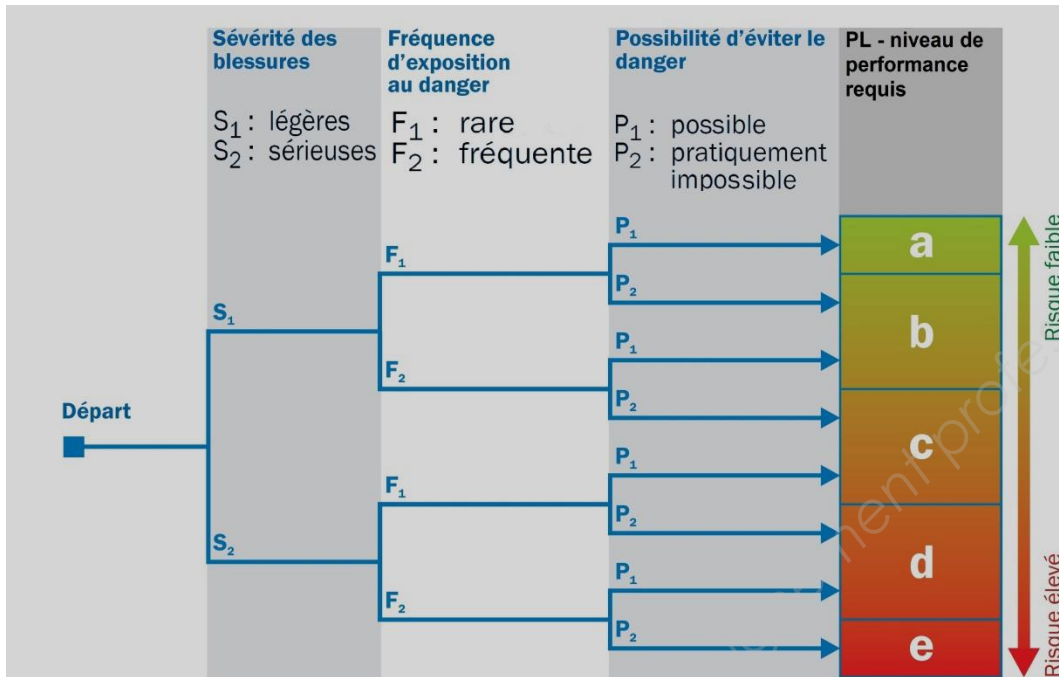 Sévérité des
blessures
S₁ : légères
S₂ : sérieuses
Fréquence
d'exposition
au danger
F₁ : rare
F₂ : fréquente
Possibilité d'éviter le
danger
P₁ : possible
P₂ : pratiquement
impossible
PL - niveau de
performance
requis
Départ
S₁
S₂
F₁
F₂
F₁
F₂
P₁
P₂
P₁
P₂
P₁
P₂
P₁
P₂
a
b
c
d
e
Risque faible
Risque élevé